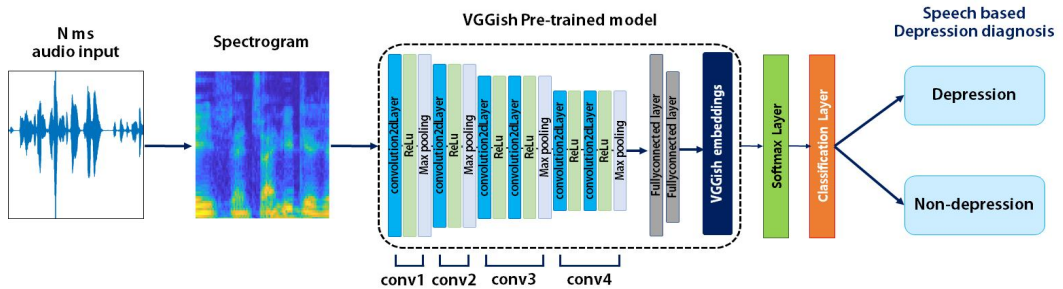 N ms
audio input
Spectrogram
VGGish Pre-trained model
Speech based
Depression diagnosis
convolution2dLayer
ReLu
Max pooling
convolution2dLayer
ReLu
Max pooling
convolution2dLayer
ReLu
convolution2dLayer
ReLu
Max pooling
convolution2dLayer
ReLu
convolution2dLayer
ReLu
Max pooling
Fullyconnected layer
Fullyconnected layer
VGGish embeddings
Softmax Layer
Classification Layer
Depression
Non-depression
conv1
conv2
conv3
conv4